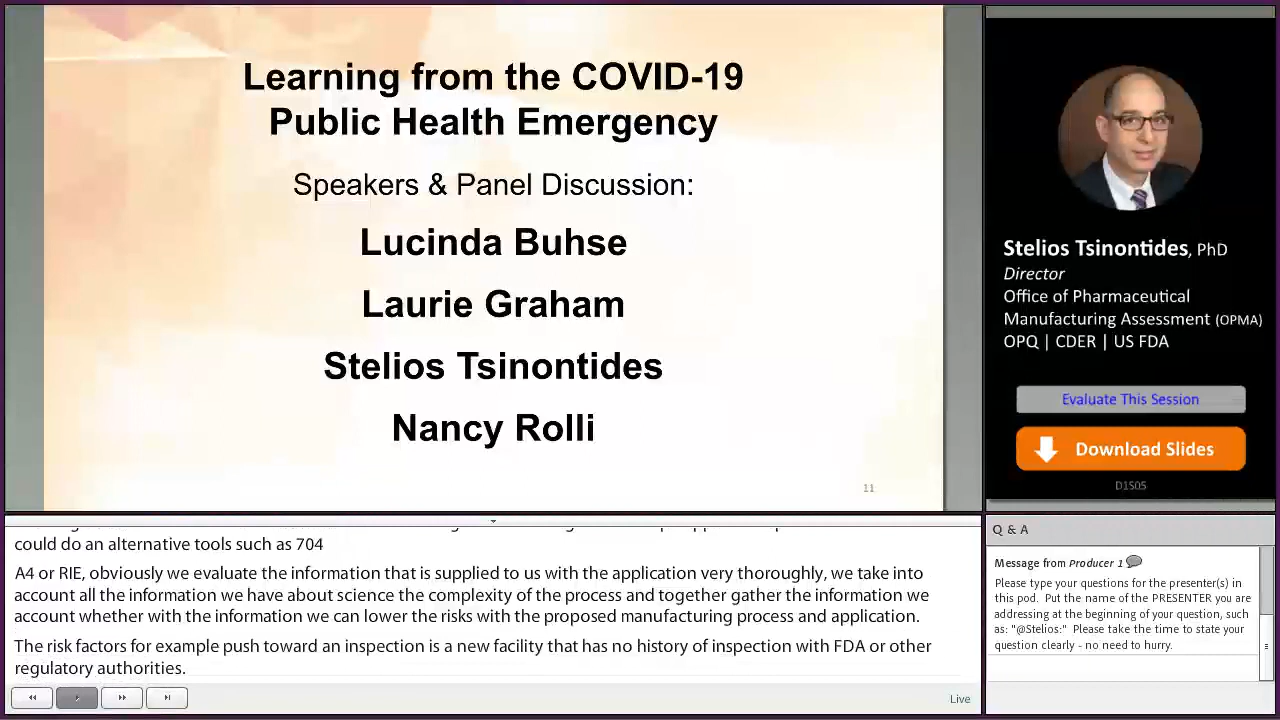 Learning from the COVID-19
Public Health Emergency
Speakers & Panel Discussion:
Lucinda Buhse
Laurie Graham
Stelios Tsinontides
Nancy Rolli
11
Stelios Tsinontides, PhD
Director
Office of Pharmaceutical
Manufacturing Assessment (OPMA)
OPQ | CDER | US FDA
Evaluate This Session
Download Slides
D1S05
could do an alternative tools such as 704
A4 or RIE, obviously we evaluate the information that is supplied to us with the application very thoroughly, we take into
account all the information we have about science the complexity of the process and together gather the information we
account whether with the information we can lower the risks with the proposed manufacturing process and application.
The risk factors for example push toward an inspection is a new facility that has no history of inspection with FDA or other
regulatory authorities.
Live
Q & A
Message from Producer 1
Please type your questions for the presenter(s) in
this pod. Put the name of the PRESENTER you are
addressing at the beginning of your question, such
as: "@Stelios:" Please take the time to state your
question clearly - no need to hurry.